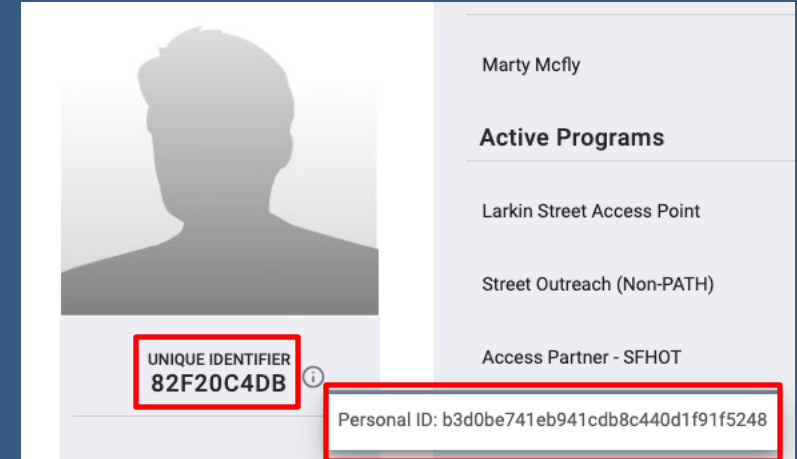 Marty Mcfly
Active Programs
Larkin Street Access Point
Street Outreach (Non-PATH)
Access Partner - SFHOT
UNIQUE IDENTIFIER
82F20C4DB
Personal ID: b3d0be741eb941cdb8c440d1f91f5248